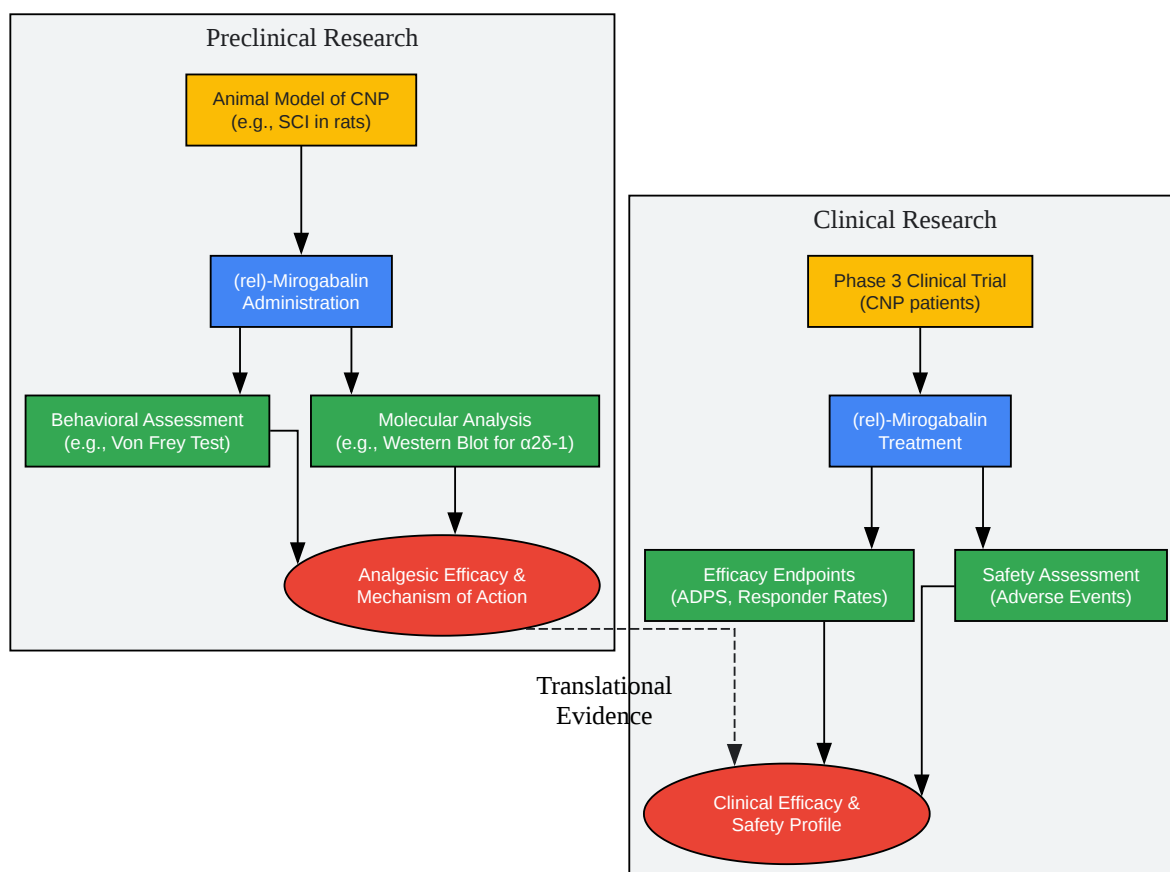 Preclinical Research
Animal Model of CNP
(e.g., SCI in rats)
(rel)-Mirogabalin
Administration
Behavioral Assessment
(e.g., Von Frey Test)
Molecular Analysis
(e.g., Western Blot for α2δ-1)
Analgesic Efficacy &
Mechanism of Action
Translational
Evidence
Clinical Research
Phase 3 Clinical Trial
(CNP patients)
(rel)-Mirogabalin
Treatment
Efficacy Endpoints
(ADPS, Responder Rates)
Safety Assessment
(Adverse Events)
Clinical Efficacy &
Safety Profile